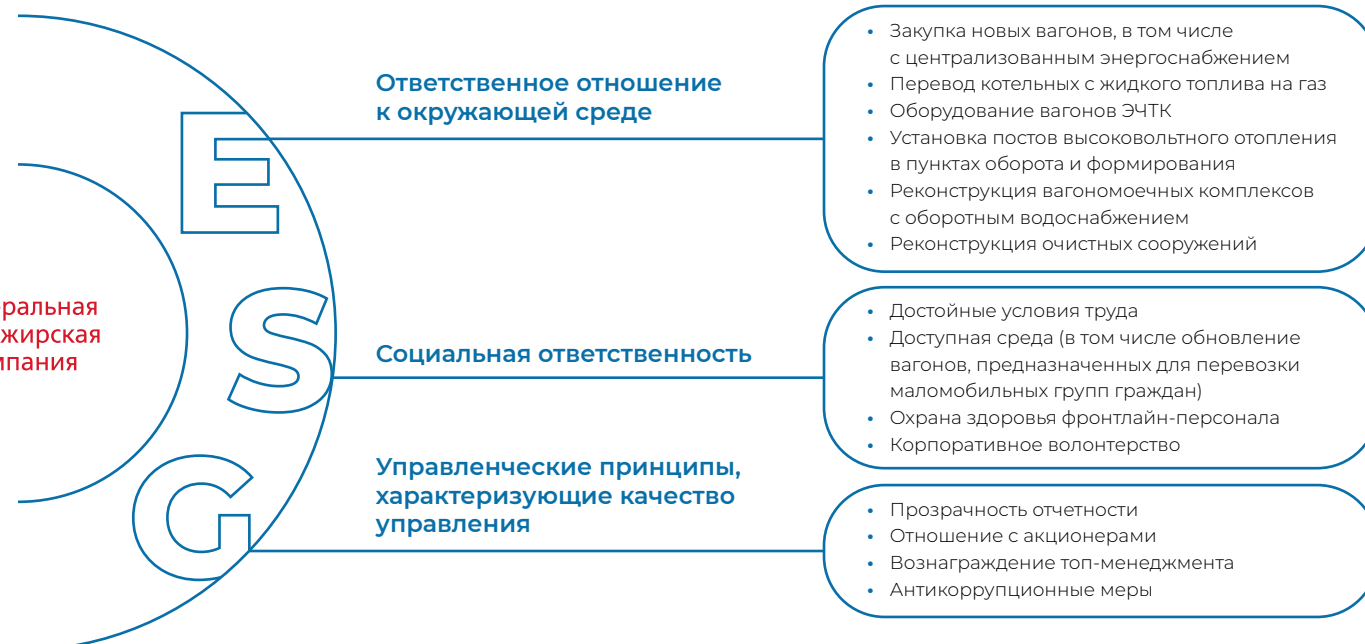 E
Ответственное отношение
к окружающей среде
• Закупка новых вагонов, в том числе
с централизованным энергоснабжением
• Перевод котельных с жидкого топлива на газ
• Оборудование вагонов ЭЧТК
• Установка постов высоковольтного отопления
в пунктах оборота и формирования
• Реконструкция вагономоечных комплексов
с оборотным водоснабжением
• Реконструкция очистных сооружений
ральная
жирская
мпания
S
Социальная ответственность
• Достойные условия труда
• Доступная среда (в том числе обновление
вагонов, предназначенных для перевозки
маломобильных групп граждан)
• Охрана здоровья фронтлайн-персонала
• Корпоративное волонтерство
G
Управленческие принципы,
характеризующие качество
управления
• Прозрачность отчетности
• Отношение с акционерами
• Вознаграждение топ-менеджмента
• Антикоррупционные меры